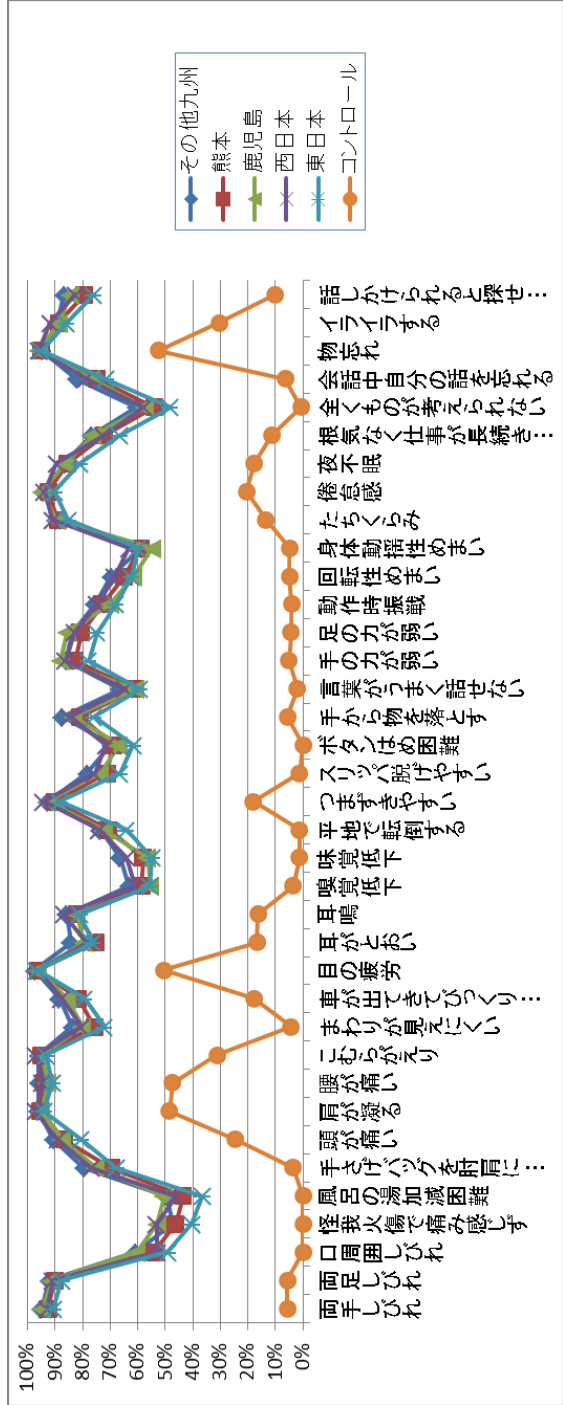 100%
90%
80%
70%
60%
50%
40%
30%
20%
10%
0%
両手しびれ
両足しびれ
口周囲しびれ
怪我火傷で痛み感じず
風呂の湯加減困難
手さげバッグを肘肩に…
頭が痛い
肩が凝る
腰が痛い
こむらがえり
まわりが見えにくい
車が出てきてびっくり…
目の疲労
耳がとおい
耳鳴
嗅覚低下
味覚低下
平地で転倒する
つまずきやすい
スリッパ脱げやすい
ボタンはめ困難
手から物を落とす
言葉がうまく話せない
手の力が弱い
足の力が弱い
動作時振戦
回転性めまい
身体動揺性めまい
たちくらみ
倦怠感
夜不眠
根気なく仕事が長続き…
全くものが考えられない
会話中自分の話を忘れる
物忘れ
イライラする
話しかけられると探せ…
その他九州
熊本
鹿児島
西日本
東日本
コントロール